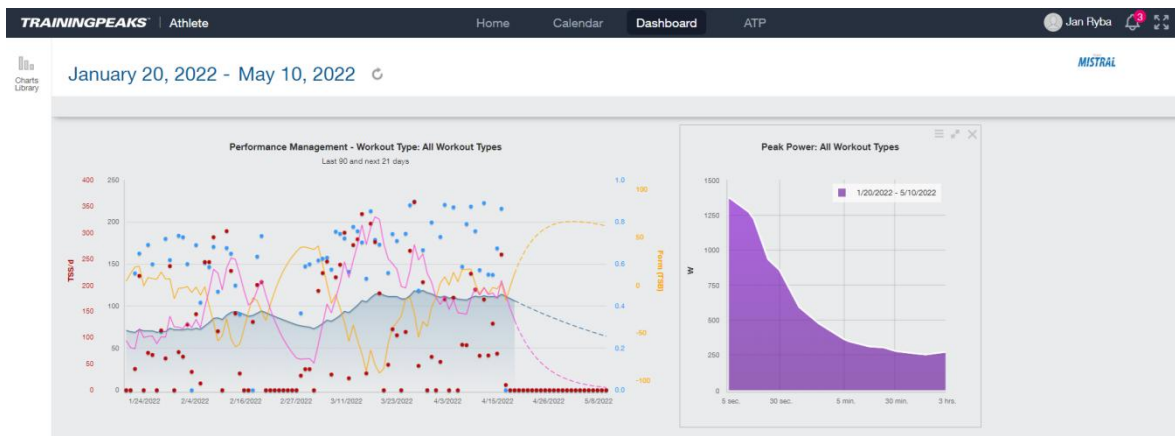 TRAININGPEAKS | Athlete
Home Calendar Dashboard ATP
Jan Ryba 3
Charts
Library
January 20, 2022 - May 10, 2022
MISTRAL
Performance Management - Workout Type: All Workout Types
Last 90 and next 21 days
400 250 1.0 100
350
300 200 0.8 50
250 150 0.6 0
200
150 100 0.4 -50
100
50 50 0.2 -100
0 0 0.0
TSS/d
Form (TSB)
1/24/2022 2/4/2022 2/16/2022 2/27/2022 3/11/2022 3/23/2022 4/3/2022 4/15/2022 4/26/2022 5/8/2022
Peak Power: All Workout Types
1/20/2022 - 5/10/2022
1500
1250
1000
750
500
250
0
W
5 sec. 30 sec. 5 min. 30 min. 3 hrs.